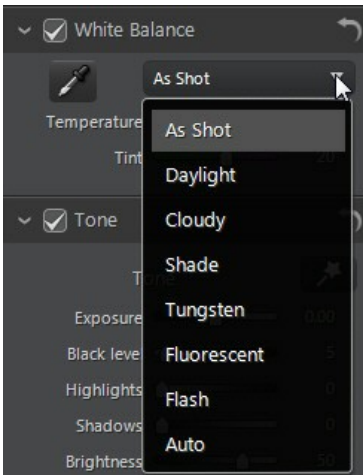 White Balance
As Shot
Temperature
As Shot
Tint
20
Daylight
Tone
Cloudy
Shade
Tone
Exposure
Tungsten
0.00
Black level
Fluorescent
5
Highlights
Flash
0
Shadows
0
Brightness
Auto
50